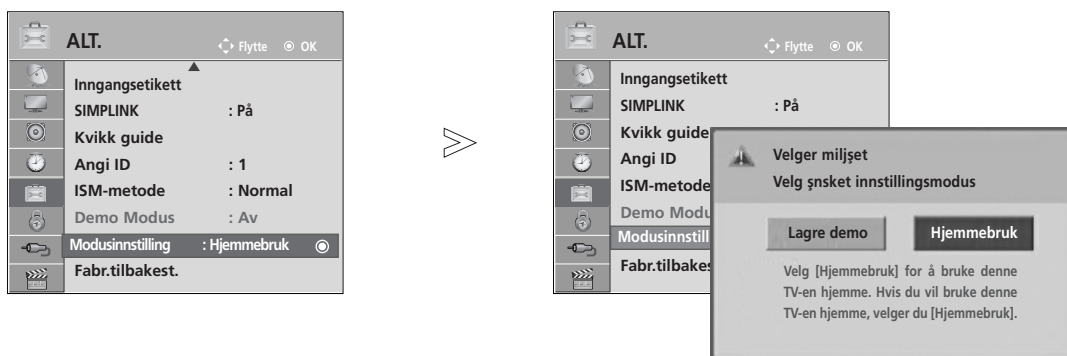 ALT.
Flytte OK
Inngangsetikett
SIMPLINK : På
Kvikk guide
Angi ID : 1
ISM-metode : Normal
Demo Modus : Av
Modusinnstilling : Hjemmebruk
Fabr.tilbakest.
ALT.
Flytte OK
Inngangsetikett
SIMPLINK : På
Kvikk guide
Angi ID
ISM-metode
Demo Modu
Modusinnstill
Fabr.tilbakes
Velger miljşet
Velg şnsket innstillingsmodus
Lagre demo Hjemmebruk
Velg [Hjemmebruk] for å bruke denne
TV-en hjemme. Hvis du vil bruke denne
TV-en hjemme, velger du [Hjemmebruk].